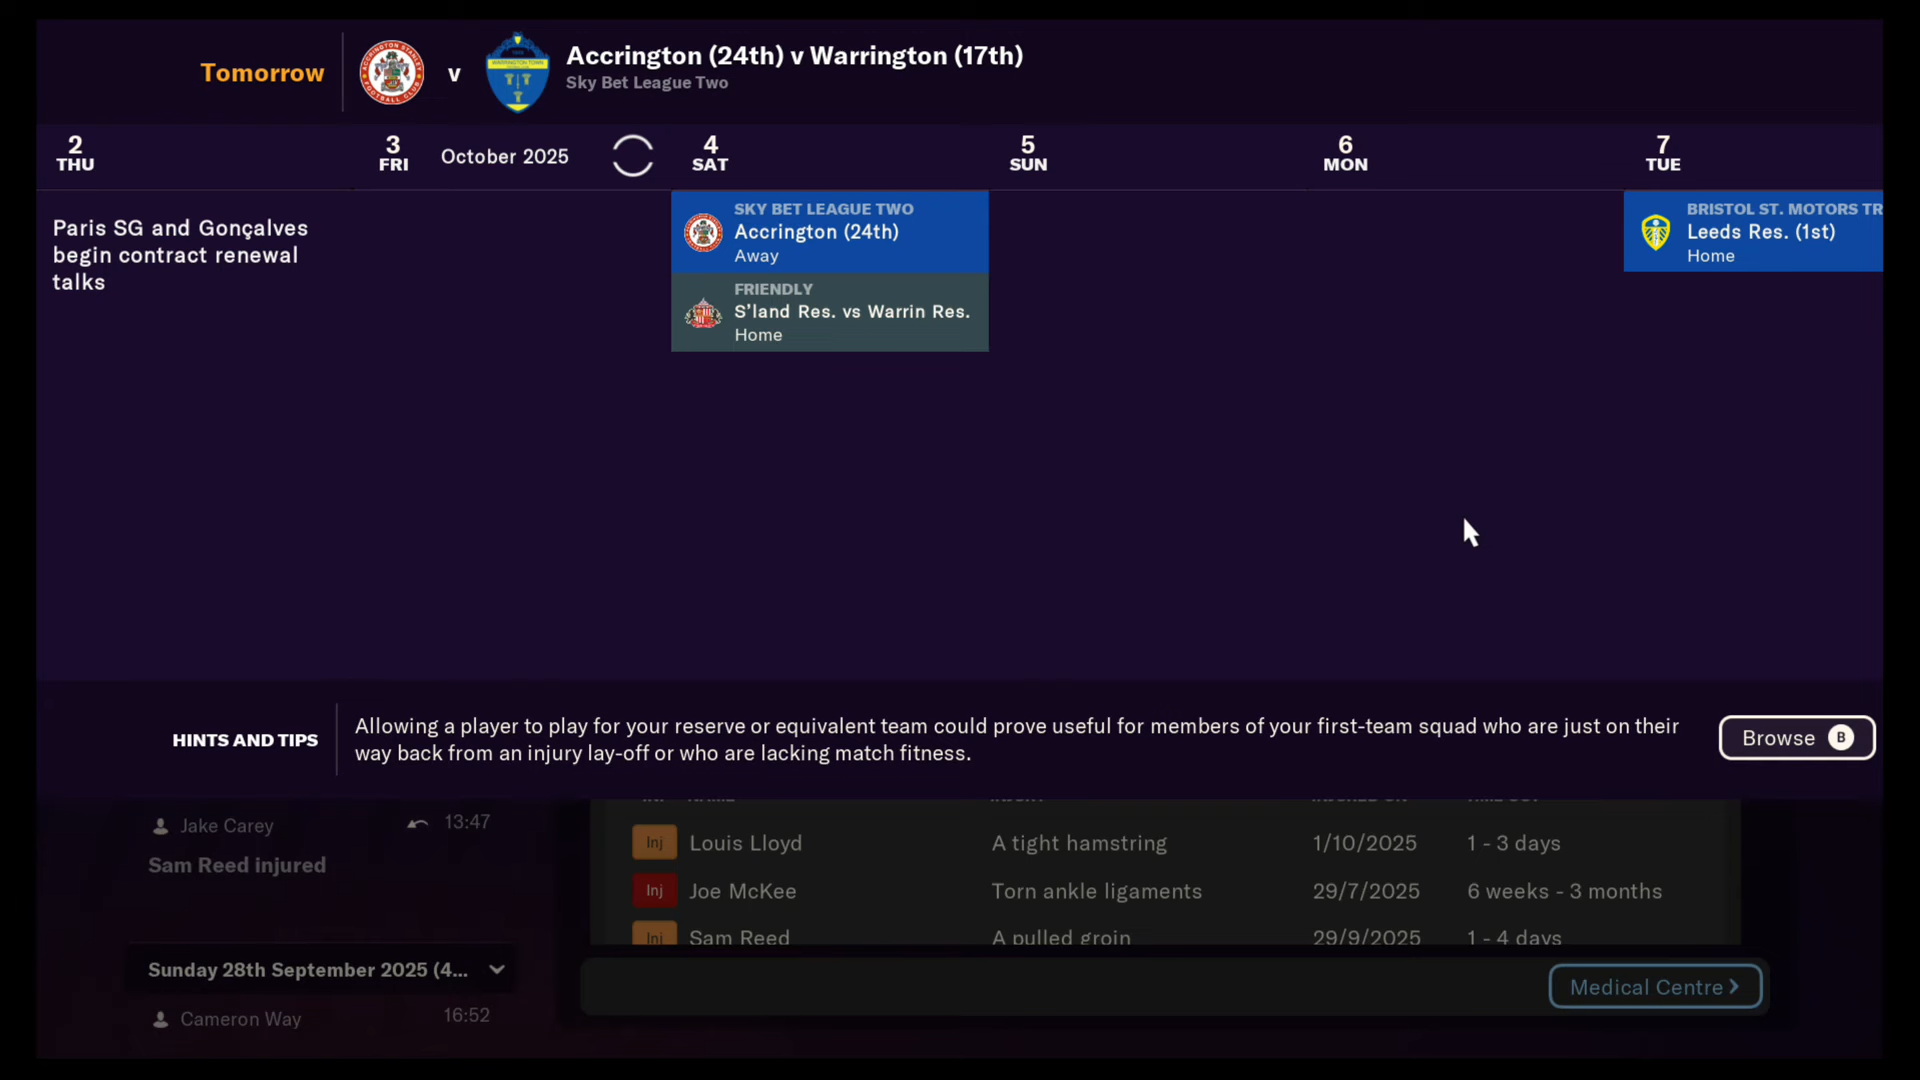 Tomorrow
v
Accrington (24th) v Warrington (17th)
Sky Bet League Two
2
THU
3
FRI
October 2025
4
SAT
5
SUN
6
MON
7
TUE
Paris SG and Gonçalves
begin contract renewal
talks
SKY BET LEAGUE TWO
Accrington (24th)
Away
FRIENDLY
S'land Res. vs Warrin Res.
Home
BRISTOL ST. MOTORS TR
Leeds Res. (1st)
Home
HINTS AND TIPS
Allowing a player to play for your reserve or equivalent team could prove useful for members of your first-team squad who are just on their
way back from an injury lay-off or who are lacking match fitness.
Browse B
Jake Carey 13:47
Sam Reed injured
Sunday 28th September 2025 (4...
Cameron Way 16:52
Inj Louis Lloyd A tight hamstring 1/10/2025 1 - 3 days
Inj Joe McKee Torn ankle ligaments 29/7/2025 6 weeks - 3 months
Inj Sam Reed A pulled groin 29/9/2025 1 - 4 days
Medical Centre